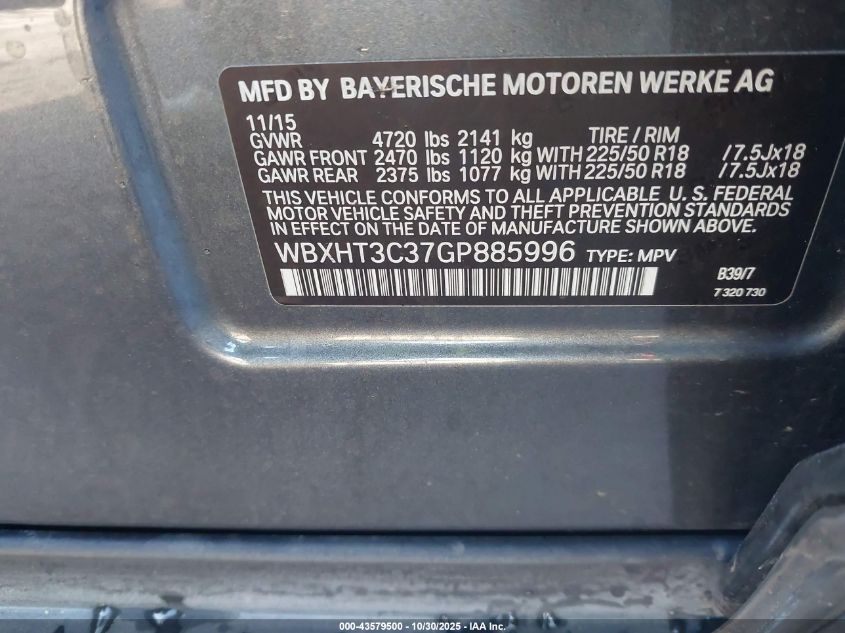 MFD BY BAYERISCHE MOTOREN WERKE AG
11/15
GVWR 4720 lbs 2141 kg TIRE / RIM
GAWR FRONT 2470 lbs 1120 kg WITH 225/50 R18 / 7.5Jx18
GAWR REAR 2375 lbs 1077 kg WITH 225/50 R18 / 7.5Jx18
THIS VEHICLE CONFORMS TO ALL APPLICABLE U. S. FEDERAL
MOTOR VEHICLE SAFETY AND THEFT PREVENTION STANDARDS
IN EFFECT ON THE DATE OF MANUFACTURE SHOWN ABOVE.
WBXHT3C37GP885996 TYPE: MPV
B39/7
7 320 730
000-43579500 • 10/30/2025 • IAA Inc.